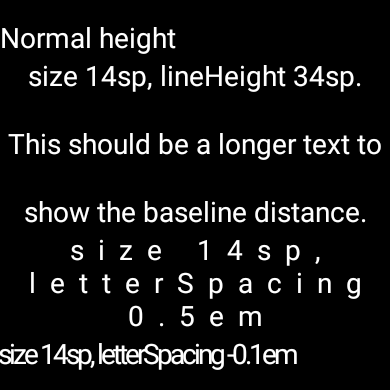 Normal height
size 14sp, lineHeight 34sp.
This should be a longer text to
show the baseline distance.
size 14sp,
letterSpacing
0.5em
size 14sp, letterSpacing -0.1em